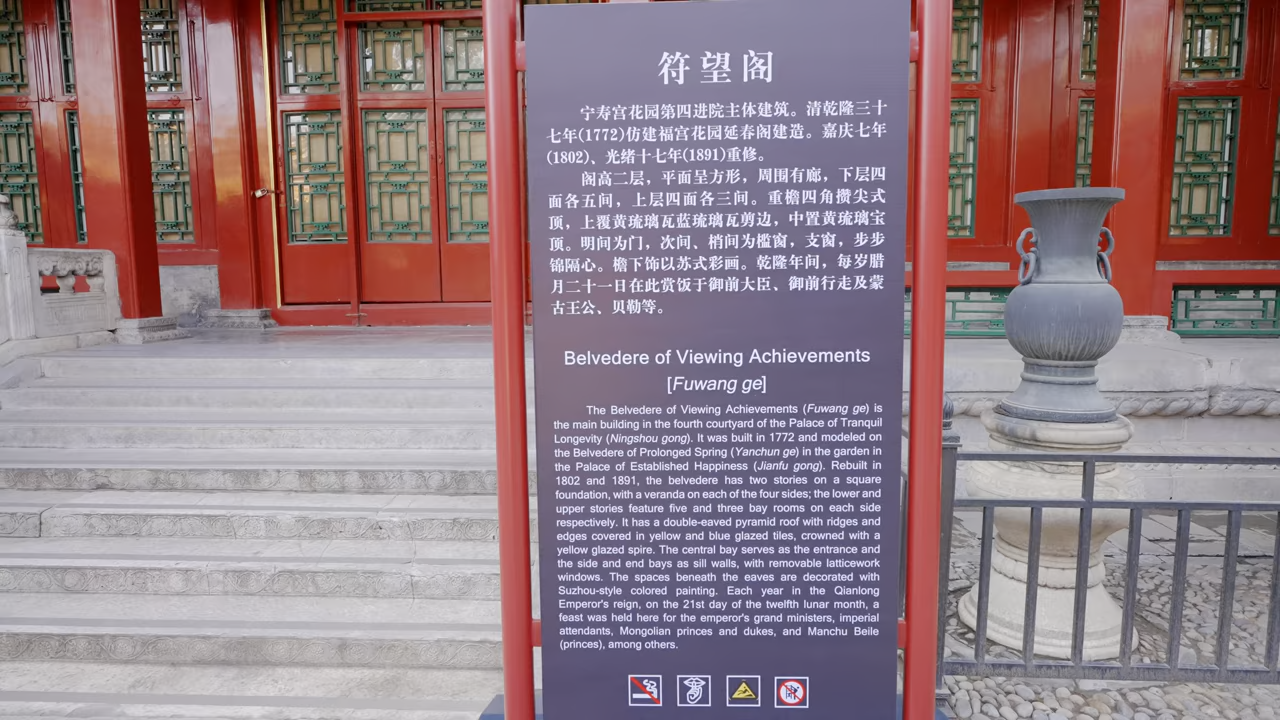 符望阁
宁寿宫花园第四进院主体建筑。清乾隆三十
七年(1772)仿建福宫花园延春阁建造。嘉庆七年
(1802)、光绪十七年(1891)重修。
阁高二层，平面呈方形，周围有廊，下层四
面各五间，上层四面各三间。重檐四角攒尖式
顶，上覆黄琉璃瓦蓝琉璃瓦剪边，中置黄琉璃宝
顶。明间为门，次间、梢间为槛窗，支窗，步步
锦隔心。檐下饰以苏式彩画。乾隆年间，每岁腊
月二十一日在此赏饭于御前大臣、御前行走及蒙
古王公、贝勒等。
Belvedere of Viewing Achievements
[Fuwang ge]
The Belvedere of Viewing Achievements (Fuwang ge) is
the main building in the fourth courtyard of the Palace of Tranquil
Longevity (Ningshou gong). It was built in 1772 and modeled on
the Belvedere of Prolonged Spring (Yanchun ge) in the garden in
the Palace of Established Happiness (Jianfu gong). Rebuilt in
1802 and 1891, the belvedere has two stories on a square
foundation, with a veranda on each of the four sides; the lower and
upper stories feature five and three bay rooms on each side
respectively. It has a double-eaved pyramid roof with ridges and
edges covered in yellow and blue glazed tiles, crowned with a
yellow glazed spire. The central bay serves as the entrance and
the side and end bays as sill walls, with removable latticework
windows. The spaces beneath the eaves are decorated with
Suzhou-style colored painting. Each year in the Qianlong
Emperor's reign, on the 21st day of the twelfth lunar month, a
feast was held here for the emperor's grand ministers, imperial
attendants, Mongolian princes and dukes, and Manchu Beile
(princes), among others.